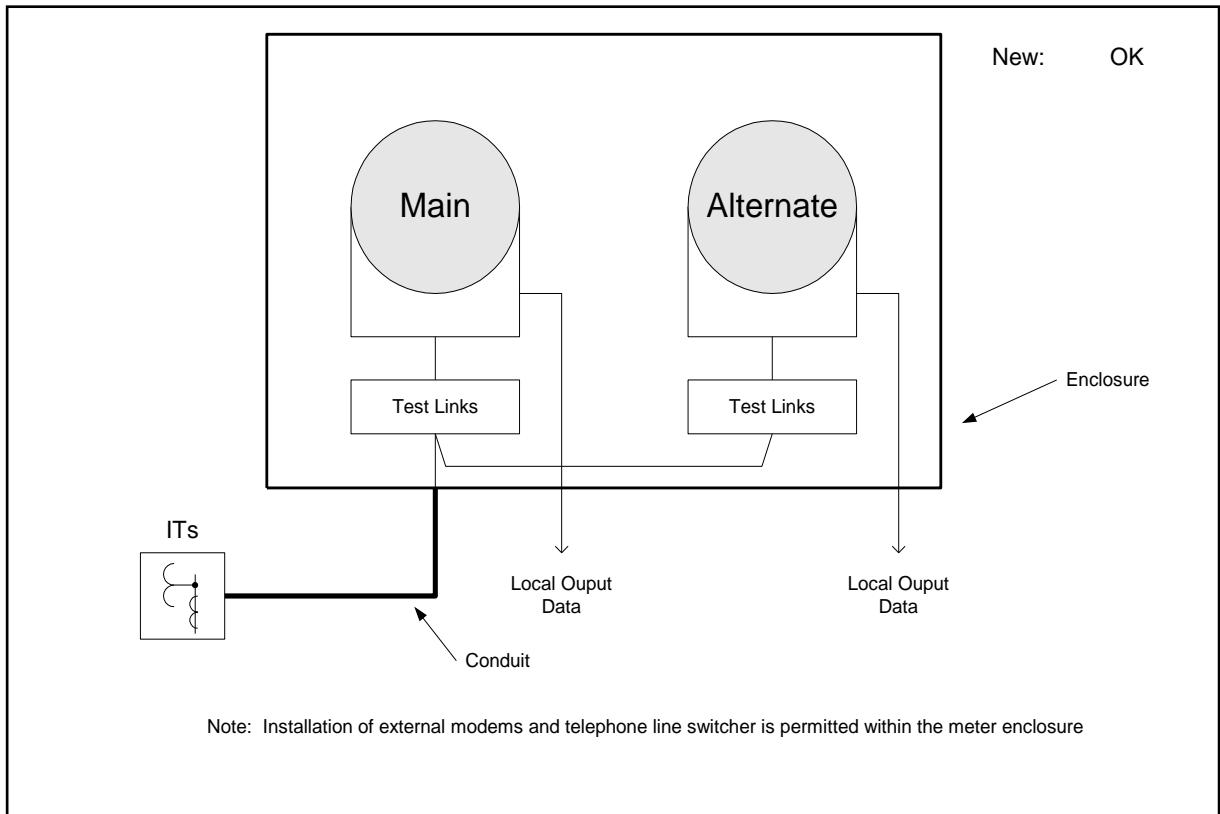 New: OK
Main
Alternate
Enclosure
Test Links
Test Links
ITs
Local Ouput
Data
Local Ouput
Data
Conduit
Note: Installation of external modems and telephone line switcher is permitted within the meter enclosure